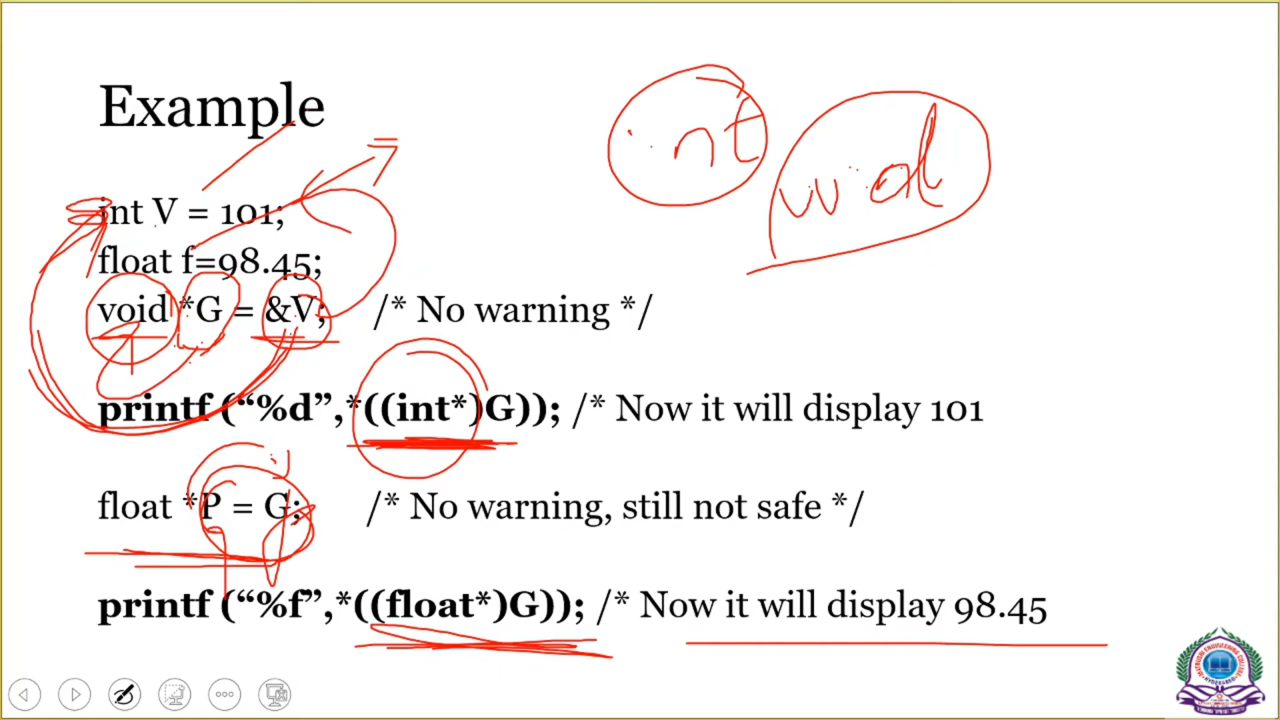 Example
int
void
int V = 101;
float f=98.45;
void *G = &V; /* No warning */
printf (“%d”,*((int*)G)); /* Now it will display 101
float *P = G; /* No warning, still not safe */
printf (“%f”,*((float*)G)); /* Now it will display 98.45